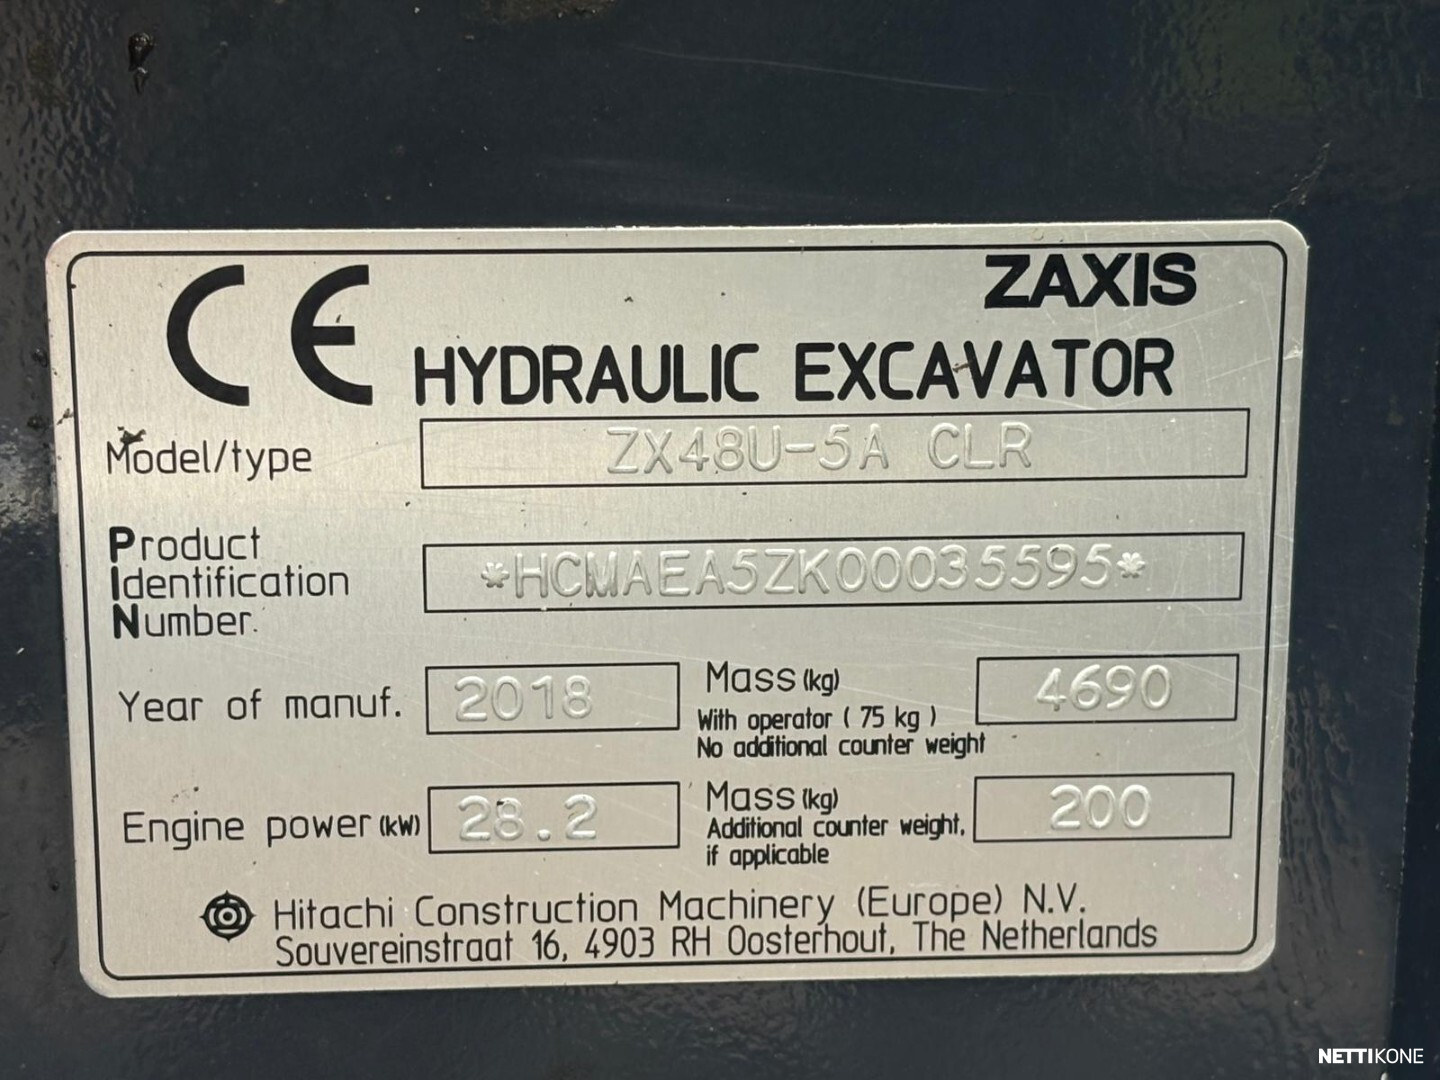 CE
ZAXIS
HYDRAULIC EXCAVATOR
Model/type ZX48U-5A CLR
Product
Identification
Number. *HCMAEA5ZK00035595*
Year of manuf. 2018 Mass (kg) 4690
With operator ( 75 kg )
No additional counter weight
Engine power (kW) 28.2 Mass (kg) 200
Additional counter weight,
if applicable
Hitachi Construction Machinery (Europe) N.V.
Souvereinstraat 16, 4903 RH Oosterhout, The Netherlands
NETTIKONE